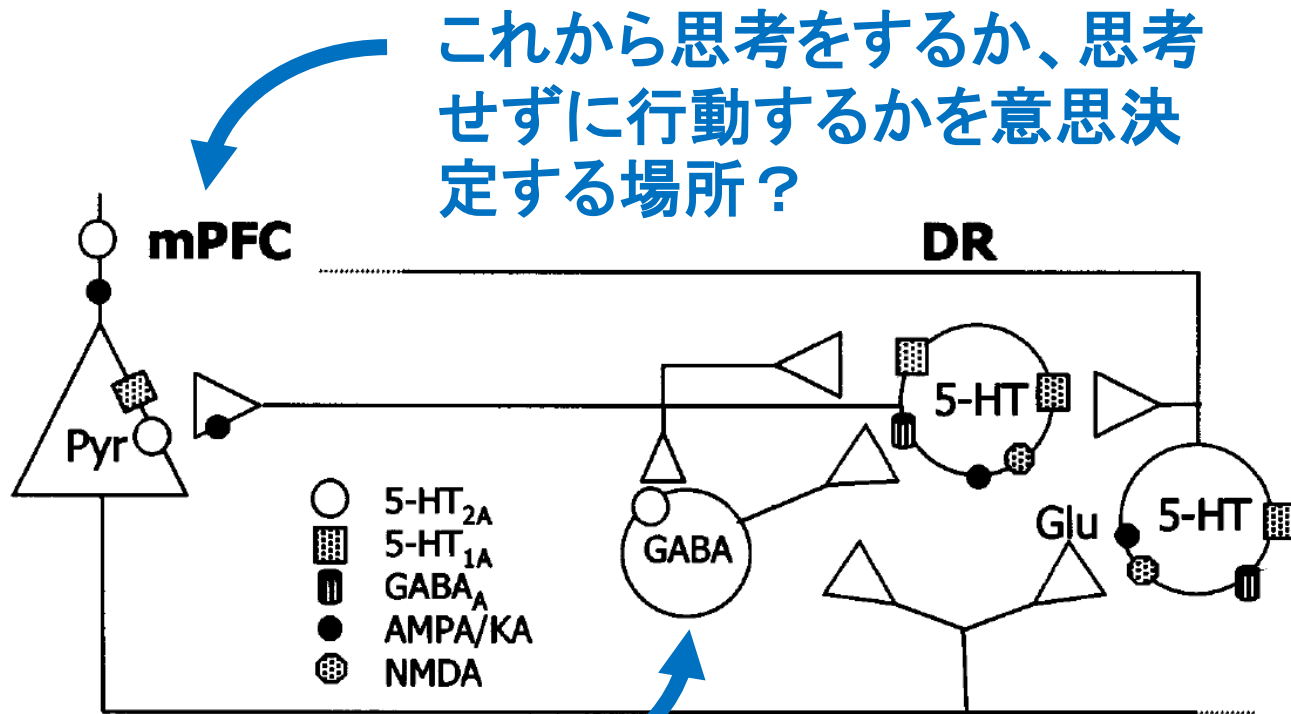 これから思考をするか、思考
せずに行動するかを意思決
定する場所？
mPFC
DR
Pyr
5-HT
Glu
5-HT
GABA
5-HT2A
5-HT1A
GABAA
AMPA/KA
NMDA